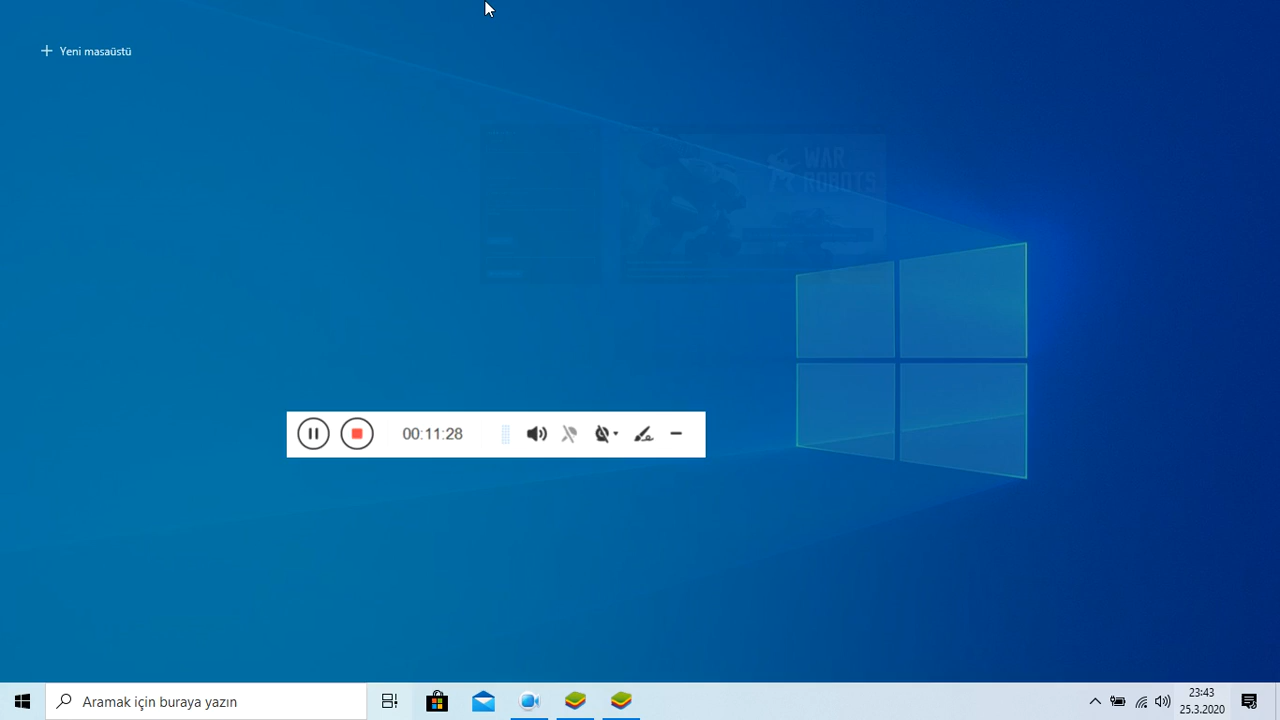 Yeni masaüstü
WAR
ROBOTS
00:11:28
Aramak için buraya yazın
23:43
25.3.2020